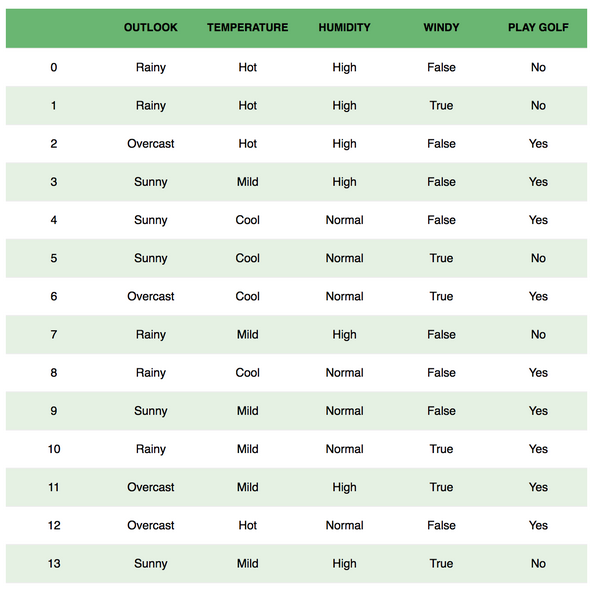 OUTLOOK TEMPERATURE HUMIDITY WINDY PLAY GOLF
0 Rainy Hot High False No
1 Rainy Hot High True No
2 Overcast Hot High False Yes
3 Sunny Mild High False Yes
4 Sunny Cool Normal False Yes
5 Sunny Cool Normal True No
6 Overcast Cool Normal True Yes
7 Rainy Mild High False No
8 Rainy Cool Normal False Yes
9 Sunny Mild Normal False Yes
10 Rainy Mild Normal True Yes
11 Overcast Mild High True Yes
12 Overcast Hot Normal False Yes
13 Sunny Mild High True No